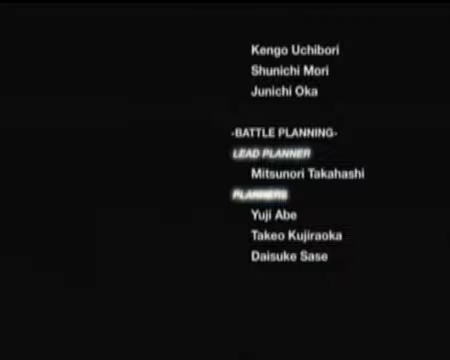 Kengo Uchibori
Shunichi Mori
Junichi Oka
-BATTLE PLANNING-
LEAD PLANNER
Mitsunori Takahashi
PLANNERS
Yuji Abe
Takeo Kujiraoka
Daisuke Sase